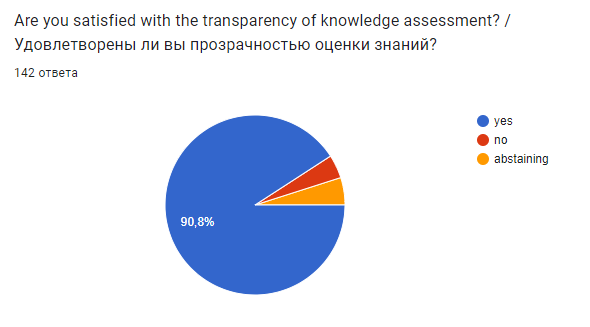 Are you satisfied with the transparency of knowledge assessment? /
Удовлетворены ли вы прозрачностью оценки знаний?
142 ответа
yes
no
abstaining
90,8%